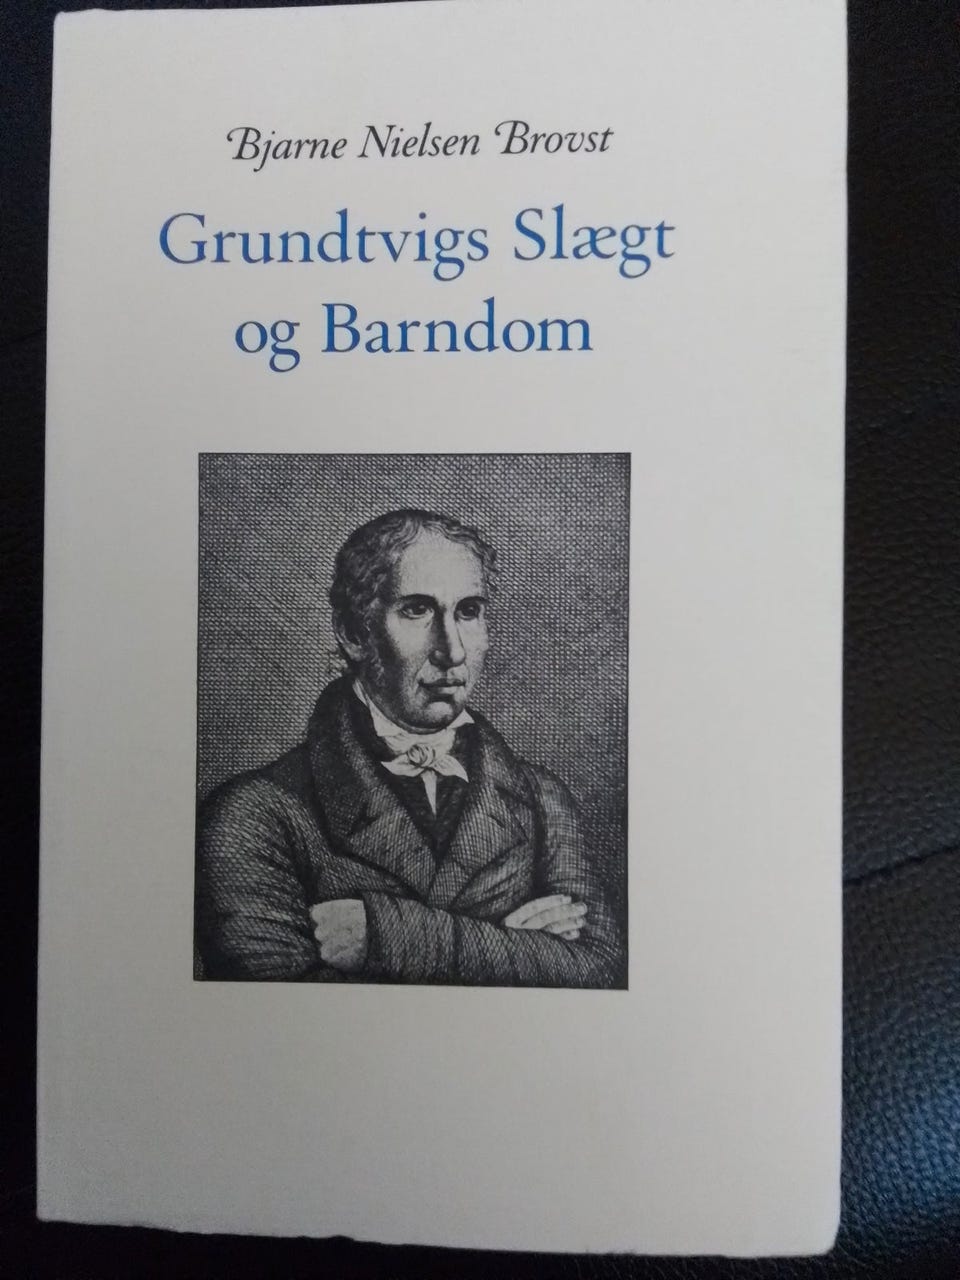 Bjarne Nielsen Brovst
Grundtvigs Slægt
og Barndom